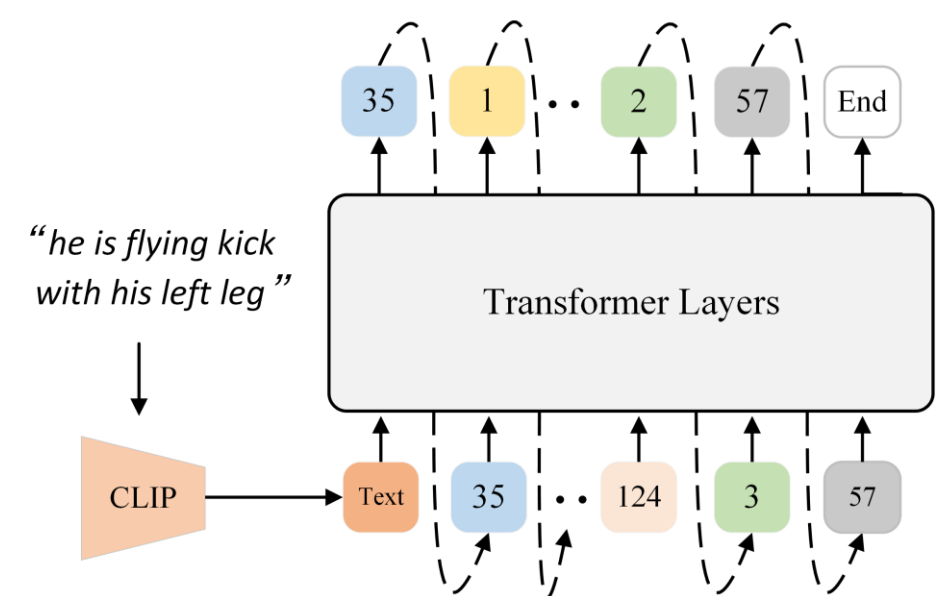 35 1 2 57 End
“he is flying kick
with his left leg”
Transformer Layers
CLIP Text 35 124 3 57